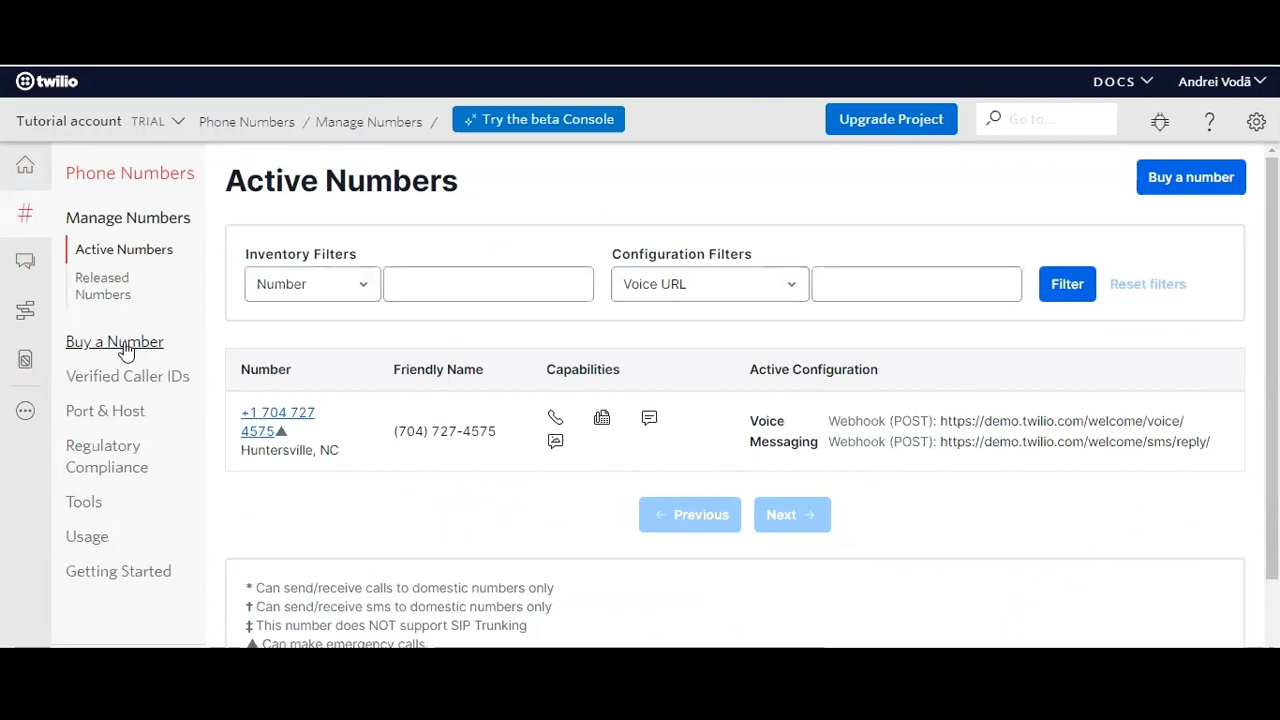 twilio
DOCS
Andrei Vodã
Tutorial account TRIAL
Phone Numbers / Manage Numbers /
Try the beta Console
Upgrade Project
Go to...
Phone Numbers
Manage Numbers
Active Numbers
Released
Numbers
Buy a Number
Verified Caller IDs
Port & Host
Regulatory
Compliance
Tools
Usage
Getting Started
Active Numbers
Buy a number
Inventory Filters
Configuration Filters
Number
Voice URL
Filter
Reset filters
Number Friendly Name Capabilities Active Configuration
+1 704 727
4575▲
Huntersville, NC
(704) 727-4575
Voice Webhook (POST): https://demo.twilio.com/welcome/voice/
Messaging Webhook (POST): https://demo.twilio.com/welcome/sms/reply/
← Previous
Next →
* Can send/receive calls to domestic numbers only
† Can send/receive sms to domestic numbers only
‡ This number does NOT support SIP Trunking
▲ Can make emergency calls.